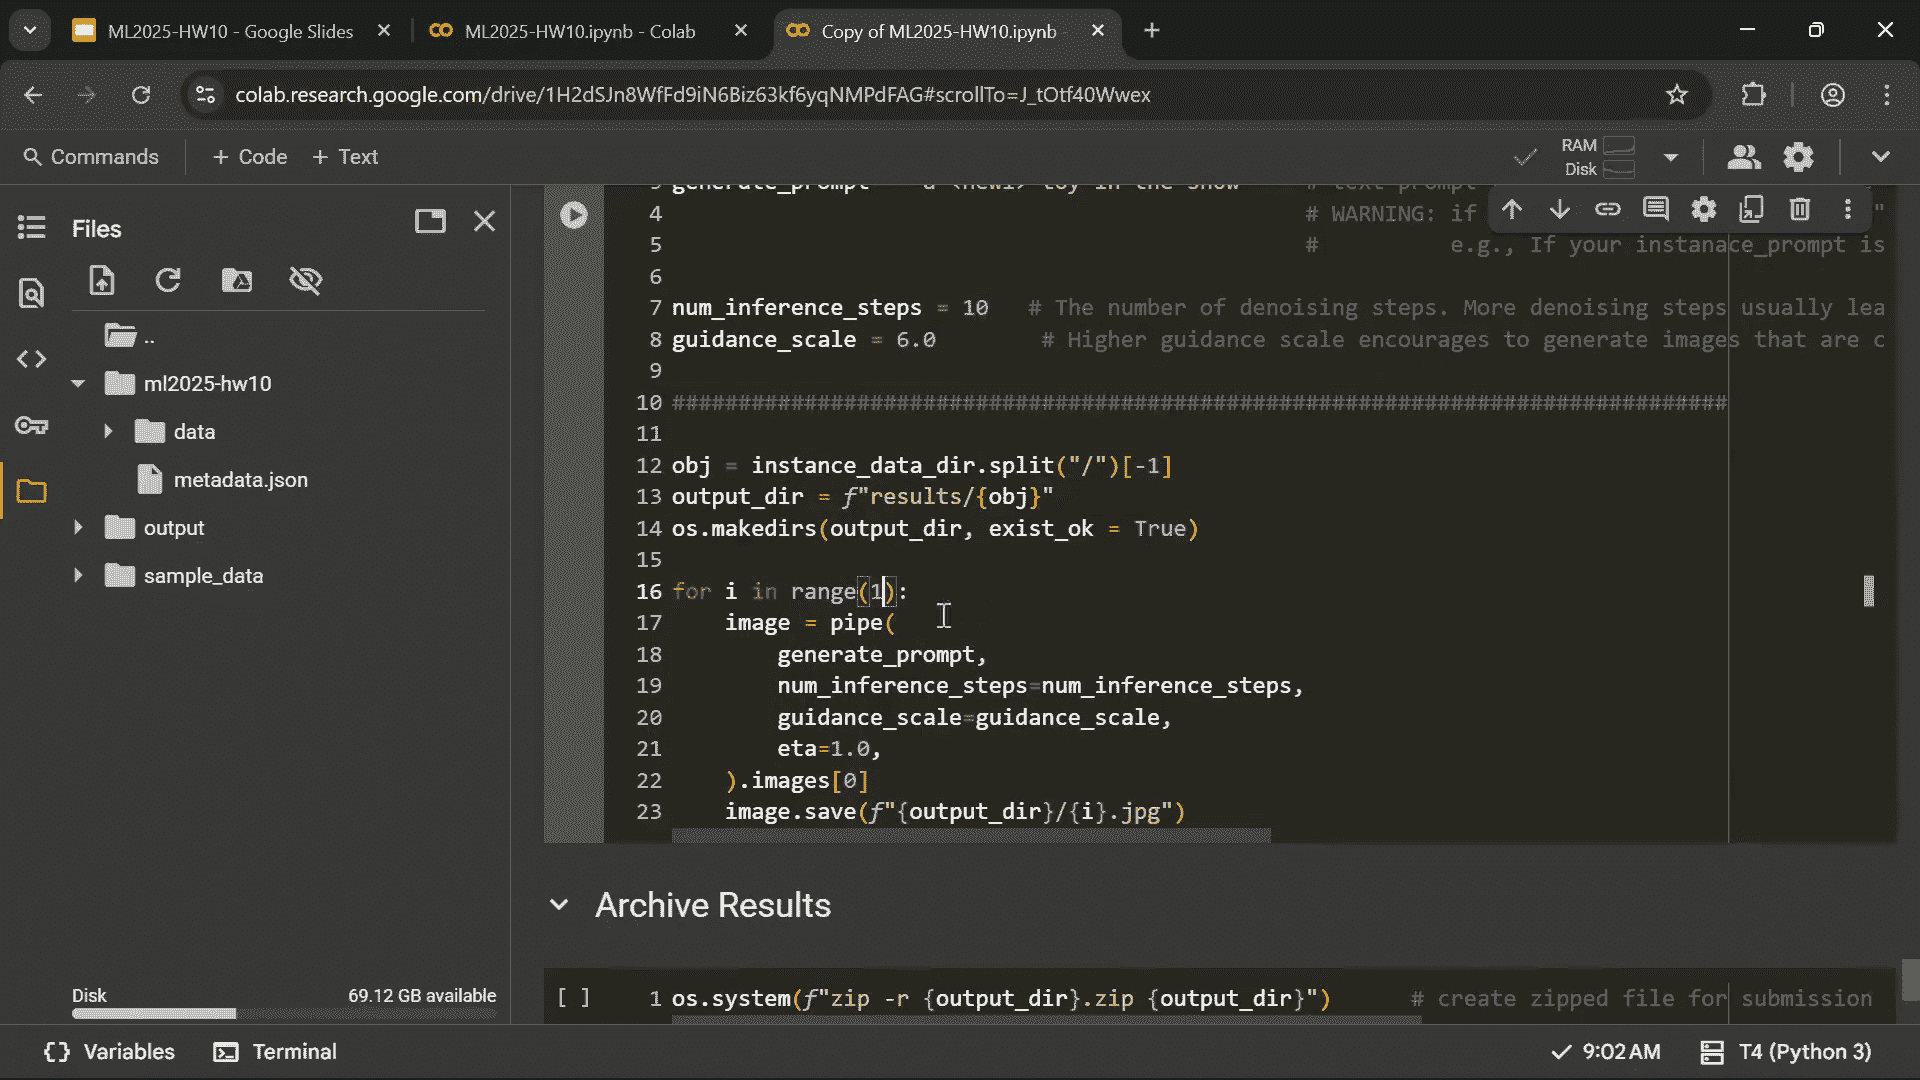 ML2025-HW10 - Google Slides
ML2025-HW10.ipynb - Colab
Copy of ML2025-HW10.ipynb -
colab.research.google.com/drive/1H2dSJn8WfFd9iN6Biz63kf6yqNMPdFAG#scrollTo=J_tOtf40Wwex
Commands
+ Code
+ Text
RAM
Disk
Files
..
ml2025-hw10
data
metadata.json
output
sample_data
Disk
69.12 GB available
4 # WARNING: if "
5 # e.g., If your instanace_prompt is
6
7 num_inference_steps = 10 # The number of denoising steps. More denoising steps usually lea
8 guidance_scale = 6.0 # Higher guidance scale encourages to generate images that are c
9
10 ################################################################################
11
12 obj = instance_data_dir.split("/")[-1]
13 output_dir = f"results/{obj}"
14 os.makedirs(output_dir, exist_ok = True)
15
16 for i in range(1):
17 image = pipe(
18 generate_prompt,
19 num_inference_steps=num_inference_steps,
20 guidance_scale=guidance_scale,
21 eta=1.0,
22 ).images[0]
23 image.save(f"{output_dir}/{i}.jpg")
Archive Results
[ ] 1 os.system(f"zip -r {output_dir}.zip {output_dir}") # create zipped file for submission
{} Variables
Terminal
9:02 AM
T4 (Python 3)